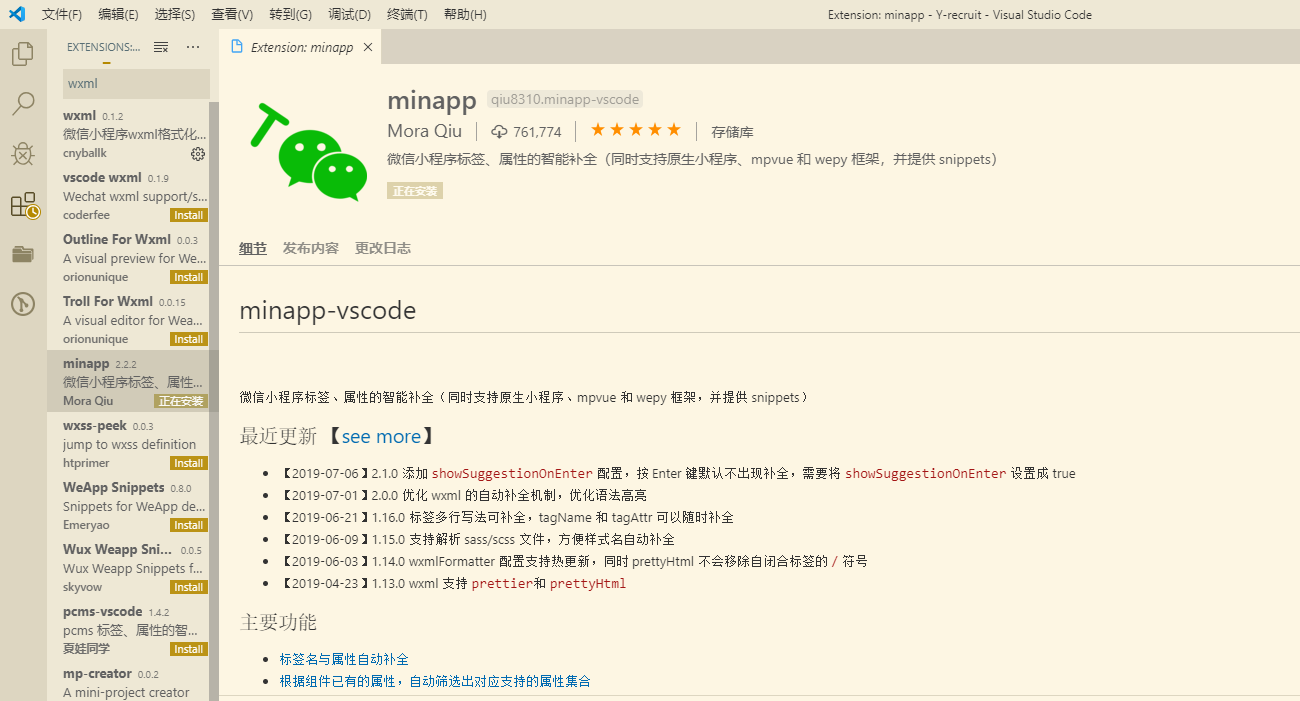 文件(F) 编辑(E) 选择(S) 查看(V) 转到(G) 调试(D) 终端(T) 帮助(H) Extension: minapp - Y-recruit - Visual Studio Code
EXTENSIONS:...
wxml
wxml 0.1.2
微信小程序wxml格式化...
cnyballk
vscode wxml 0.1.9
Wechat wxml support/s...
coderfee Install
Outline For Wxml 0.0.3
A visual preview for We...
orionunique Install
Troll For Wxml 0.0.15
A visual editor for Wea...
orionunique Install
minapp 2.2.2
微信小程序标签、属性...
Mora Qiu 正在安装
wxss-peek 0.0.3
jump to wxss definition
htprimer Install
WeApp Snippets 0.8.0
Snippets for WeApp de...
Emeryao Install
Wux Weapp Sni... 0.0.5
Wux Weapp Snippets f...
skyvow Install
pcms-vscode 1.4.2
pcms 标签、属性的智...
夏娃同学 Install
mp-creator 0.0.2
A mini-project creator
Extension: minapp
minapp qiu8310.minapp-vscode
Mora Qiu 761,774 ★★★★★ 存储库
微信小程序标签、属性的智能补全（同时支持原生小程序、mpvue 和 wepy 框架，并提供 snippets）
正在安装
细节 发布内容 更改日志
minapp-vscode
微信小程序标签、属性的智能补全（同时支持原生小程序、mpvue 和 wepy 框架，并提供 snippets）
最近更新 【see more】
• 【2019-07-06】2.1.0 添加 showSuggestionOnEnter 配置，按 Enter 键默认不出现补全，需要将 showSuggestionOnEnter 设置成 true
• 【2019-07-01】2.0.0 优化 wxml 的自动补全机制，优化语法高亮
• 【2019-06-21】1.16.0 标签多行写法可补全，tagName 和 tagAttr 可以随时补全
• 【2019-06-09】1.15.0 支持解析 sass/scss 文件，方便样式名自动补全
• 【2019-06-03】1.14.0 wxmlFormatter 配置支持热更新，同时 prettyHtml 不会移除自闭合标签的 / 符号
• 【2019-04-23】1.13.0 wxml 支持 prettier和 prettyHtml
主要功能
• 标签名与属性自动补全
• 根据组件已有的属性，自动筛选出对应支持的属性集合